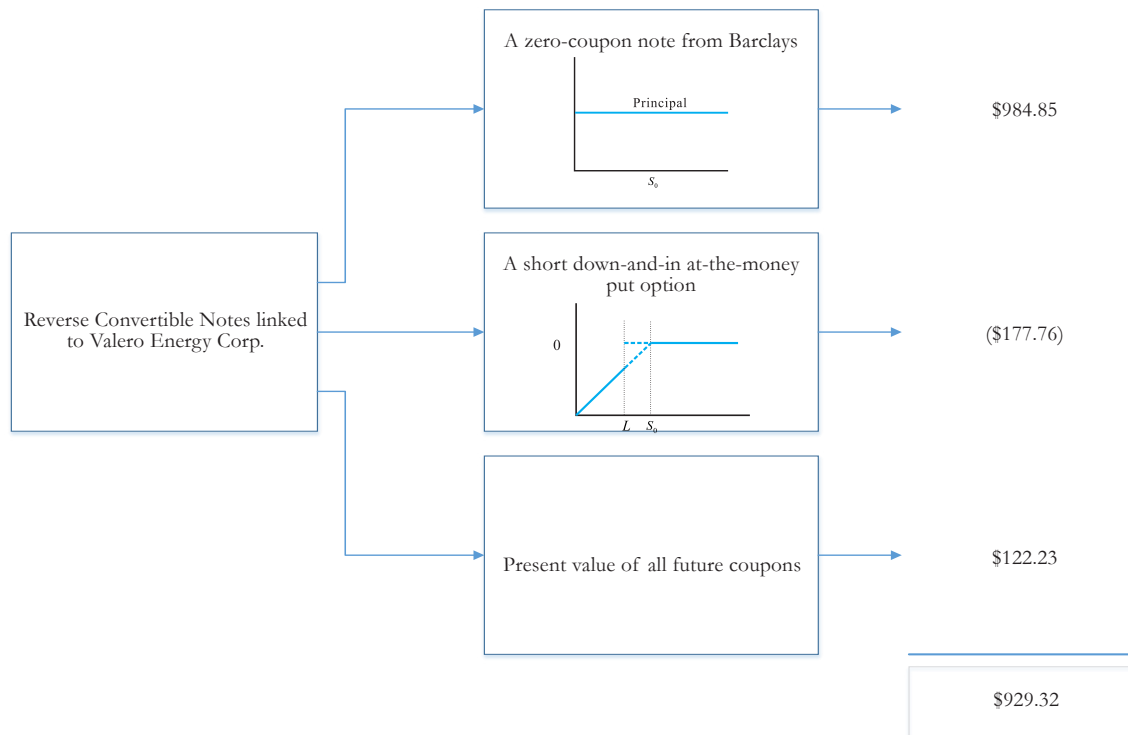 A zero-coupon note from Barclays
Principal
S₀
$984.85
Reverse Convertible Notes linked
to Valero Energy Corp.
A short down-and-in at-the-money
put option
0
L S₀
($177.76)
Present value of all future coupons
$122.23
$929.32